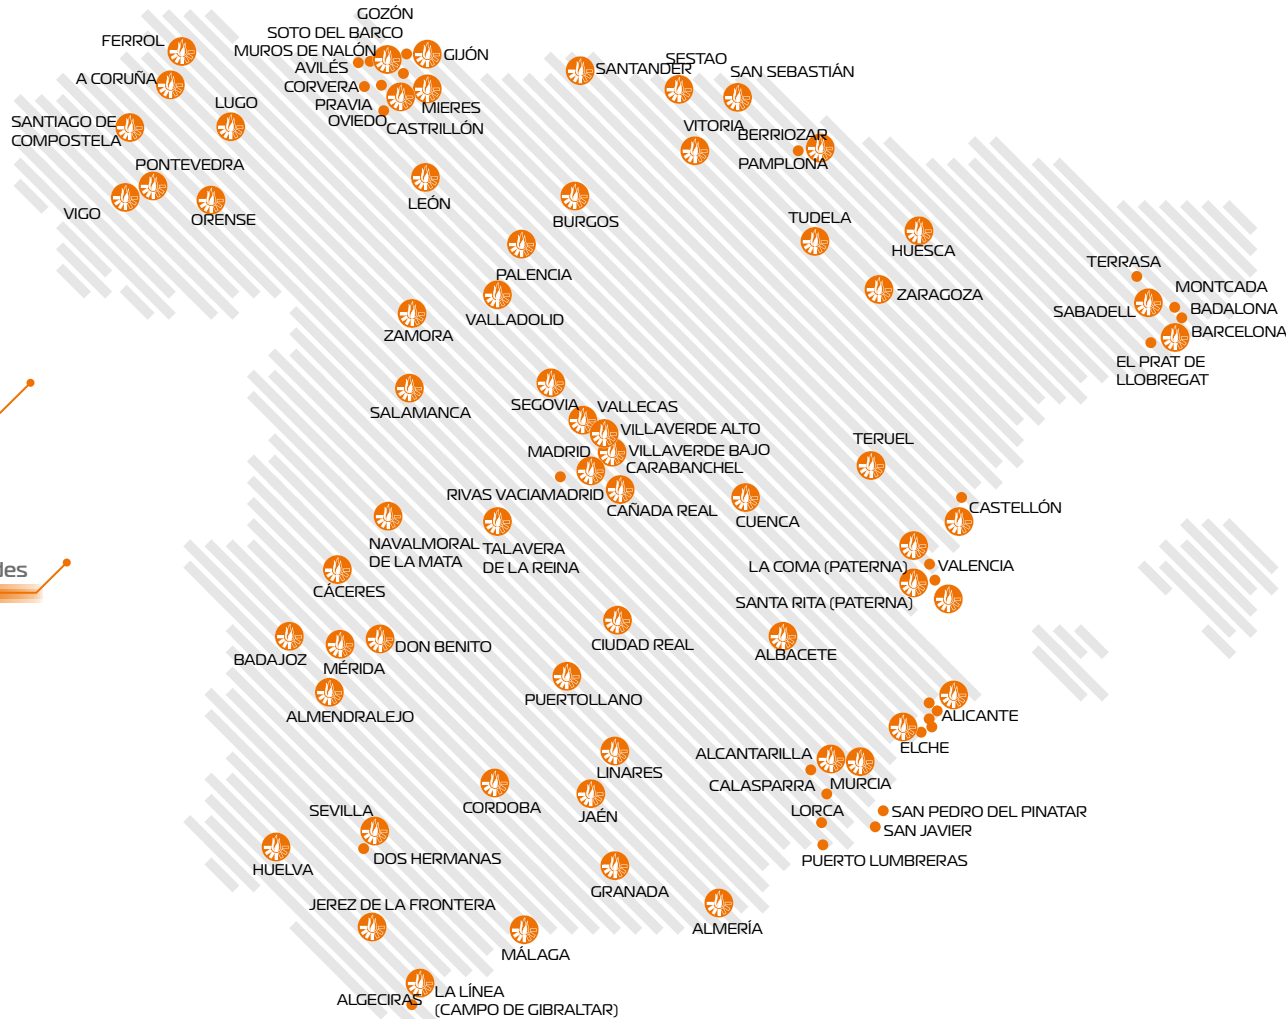 GOZÓN
SOTO DEL BARCO
FERROL
MUROS DE NALÓN
GIJÓN
AVILÉS
SANTANDER
SESTAO
SAN SEBASTIÁN
A CORUÑA
CORVERA
PRAVIA
MIERES
LUGO
OVIEDO
CASTRILLÓN
SANTIAGO DE
COMPOSTELA
VITORIA
BERRIOZAR
PAMPLONA
PONTEVEDRA
VIGO
ORENSE
LEÓN
BURGOS
TUDELA
HUESCA
PALENCIA
TERRASA
ZARAGOZA
MONTCADA
SABADELL
BADALONA
VALLADOLID
ZAMORA
BARCELONA
EL PRAT DE
LLOBREGAT
SALAMANCA
SEGOVIA
VALLECAS
VILLAVERDE ALTO
TERUEL
MADRID
VILLAVERDE BAJO
CARABANCHEL
RIVAS VACIAMADRID
CAÑADA REAL
CUENCA
CASTELLÓN
NAVALMORAL
DE LA MATA
TALAVERA
DE LA REINA
LA COMA (PATERNA)
VALENCIA
des
CÁCERES
SANTA RITA (PATERNA)
BADAJOZ
MÉRIDA
DON BENITO
CIUDAD REAL
ALBACETE
ALMENDRALEJO
PUERTOLLANO
ALICANTE
ELCHE
ALCANTARILLA
LINARES
CALASPARRA
MURCIA
CORDOBA
JAÉN
SEVILLA
LORCA
SAN PEDRO DEL PINATAR
SAN JAVIER
DOS HERMANAS
HUELVA
PUERTO LUMBRERAS
GRANADA
JEREZ DE LA FRONTERA
ALMERÍA
MÁLAGA
ALGECIRAS
LA LÍNEA
(CAMPO DE GIBRALTAR)